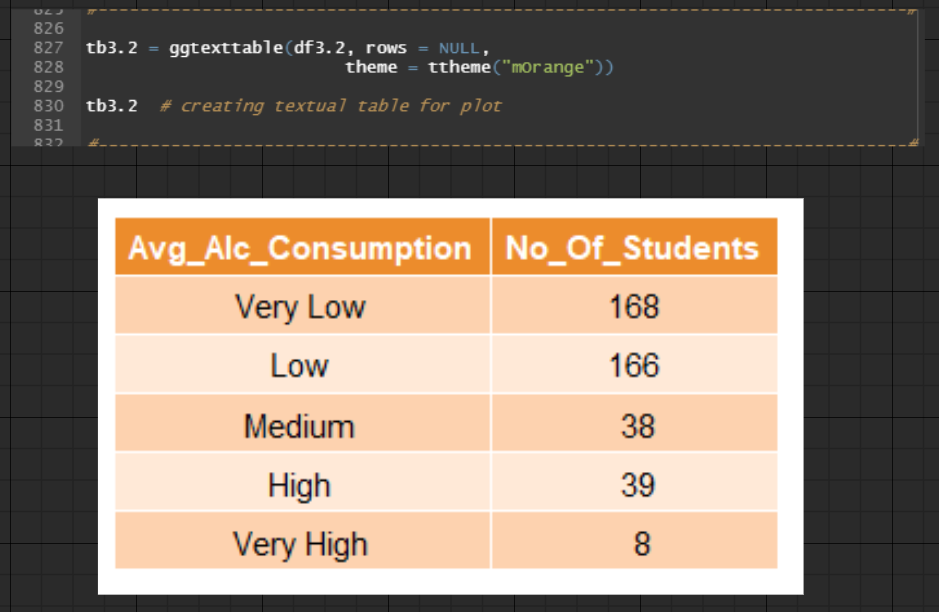 825 #----------------------------------------------------------------------------------#
826
827 tb3.2 = ggtexttable(df3.2, rows = NULL,
828 theme = ttheme("mOrange"))
829
830 tb3.2 # creating textual table for plot
831
832 #----------------------------------------------------------------------------------#
Avg_Alc_Consumption No_Of_Students
Very Low 168
Low 166
Medium 38
High 39
Very High 8